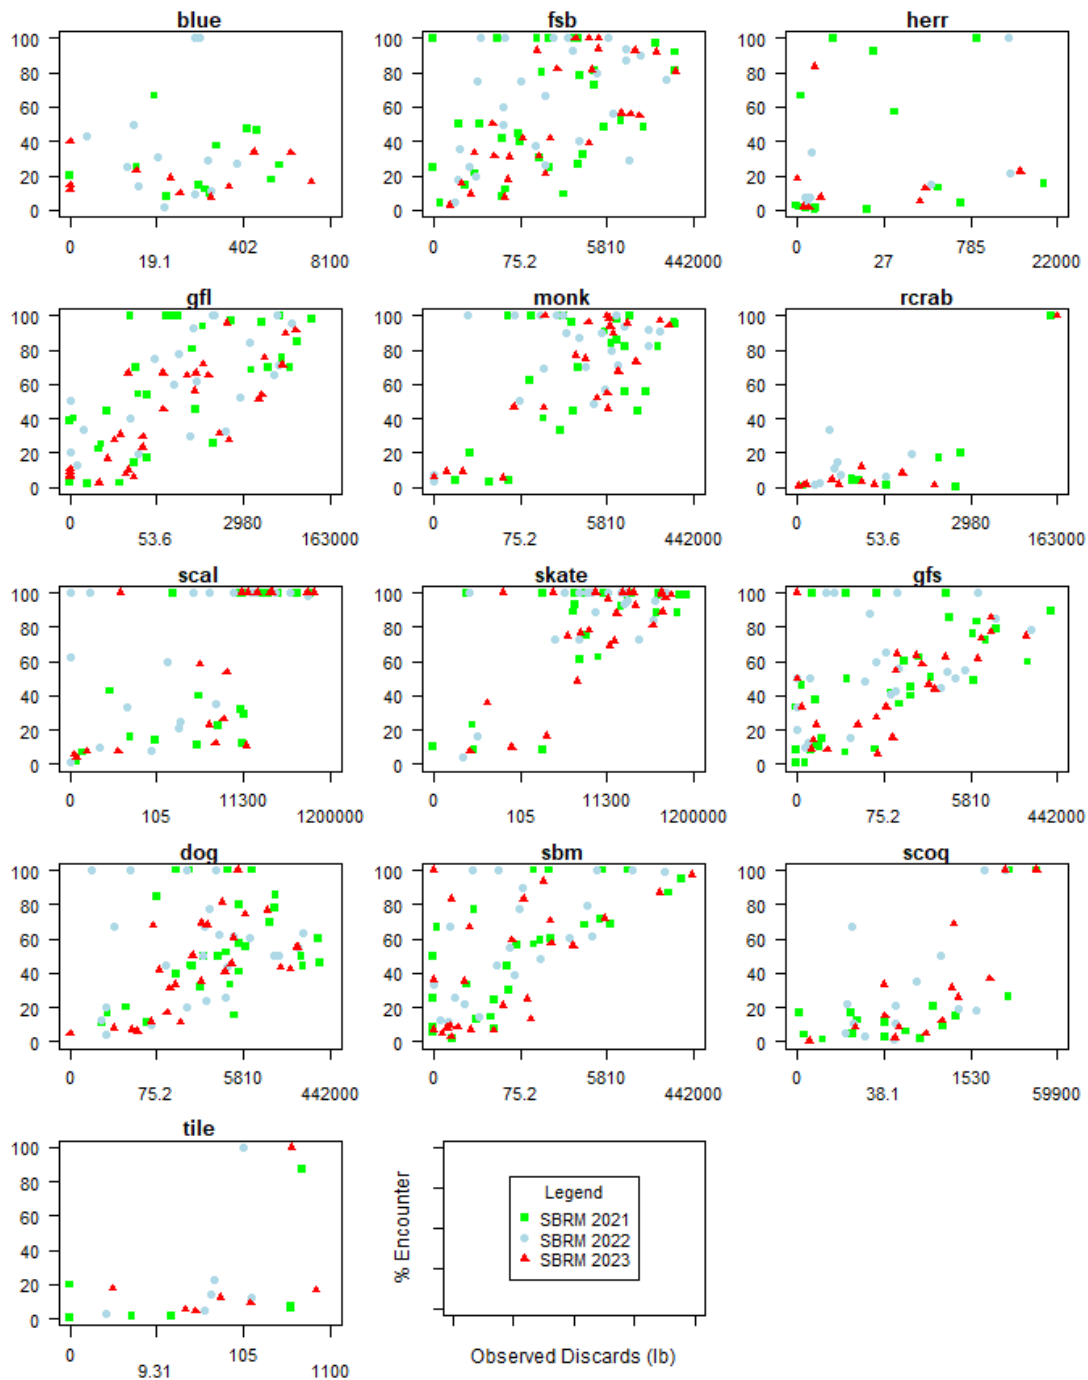 blue fsb herr
100 100 100
80 80 80
60 60 60
40 40 40
20 20 20
0 0 0
0 402 0 5810 0 785
19.1 8100 75.2 442000 27 22000
gfl monk rcrab
100 100 100
80 80 80
60 60 60
40 40 40
20 20 20
0 0 0
0 2980 0 5810 0 2980
53.6 163000 75.2 442000 53.6 163000
scal skate gfs
100 100 100
80 80 80
60 60 60
40 40 40
20 20 20
0 0 0
0 11300 0 11300 0 5810
105 1200000 105 1200000 75.2 442000
dog sbm scoq
100 100 100
80 80 80
60 60 60
40 40 40
20 20 20
0 0 0
0 5810 0 5810 0 1530
75.2 442000 75.2 442000 38.1 59900
tile
100
80
60
40
20
0
0 105
9.31 1100
% Encounter
Legend
SBRM 2021
SBRM 2022
SBRM 2023
Observed Discards (lb)